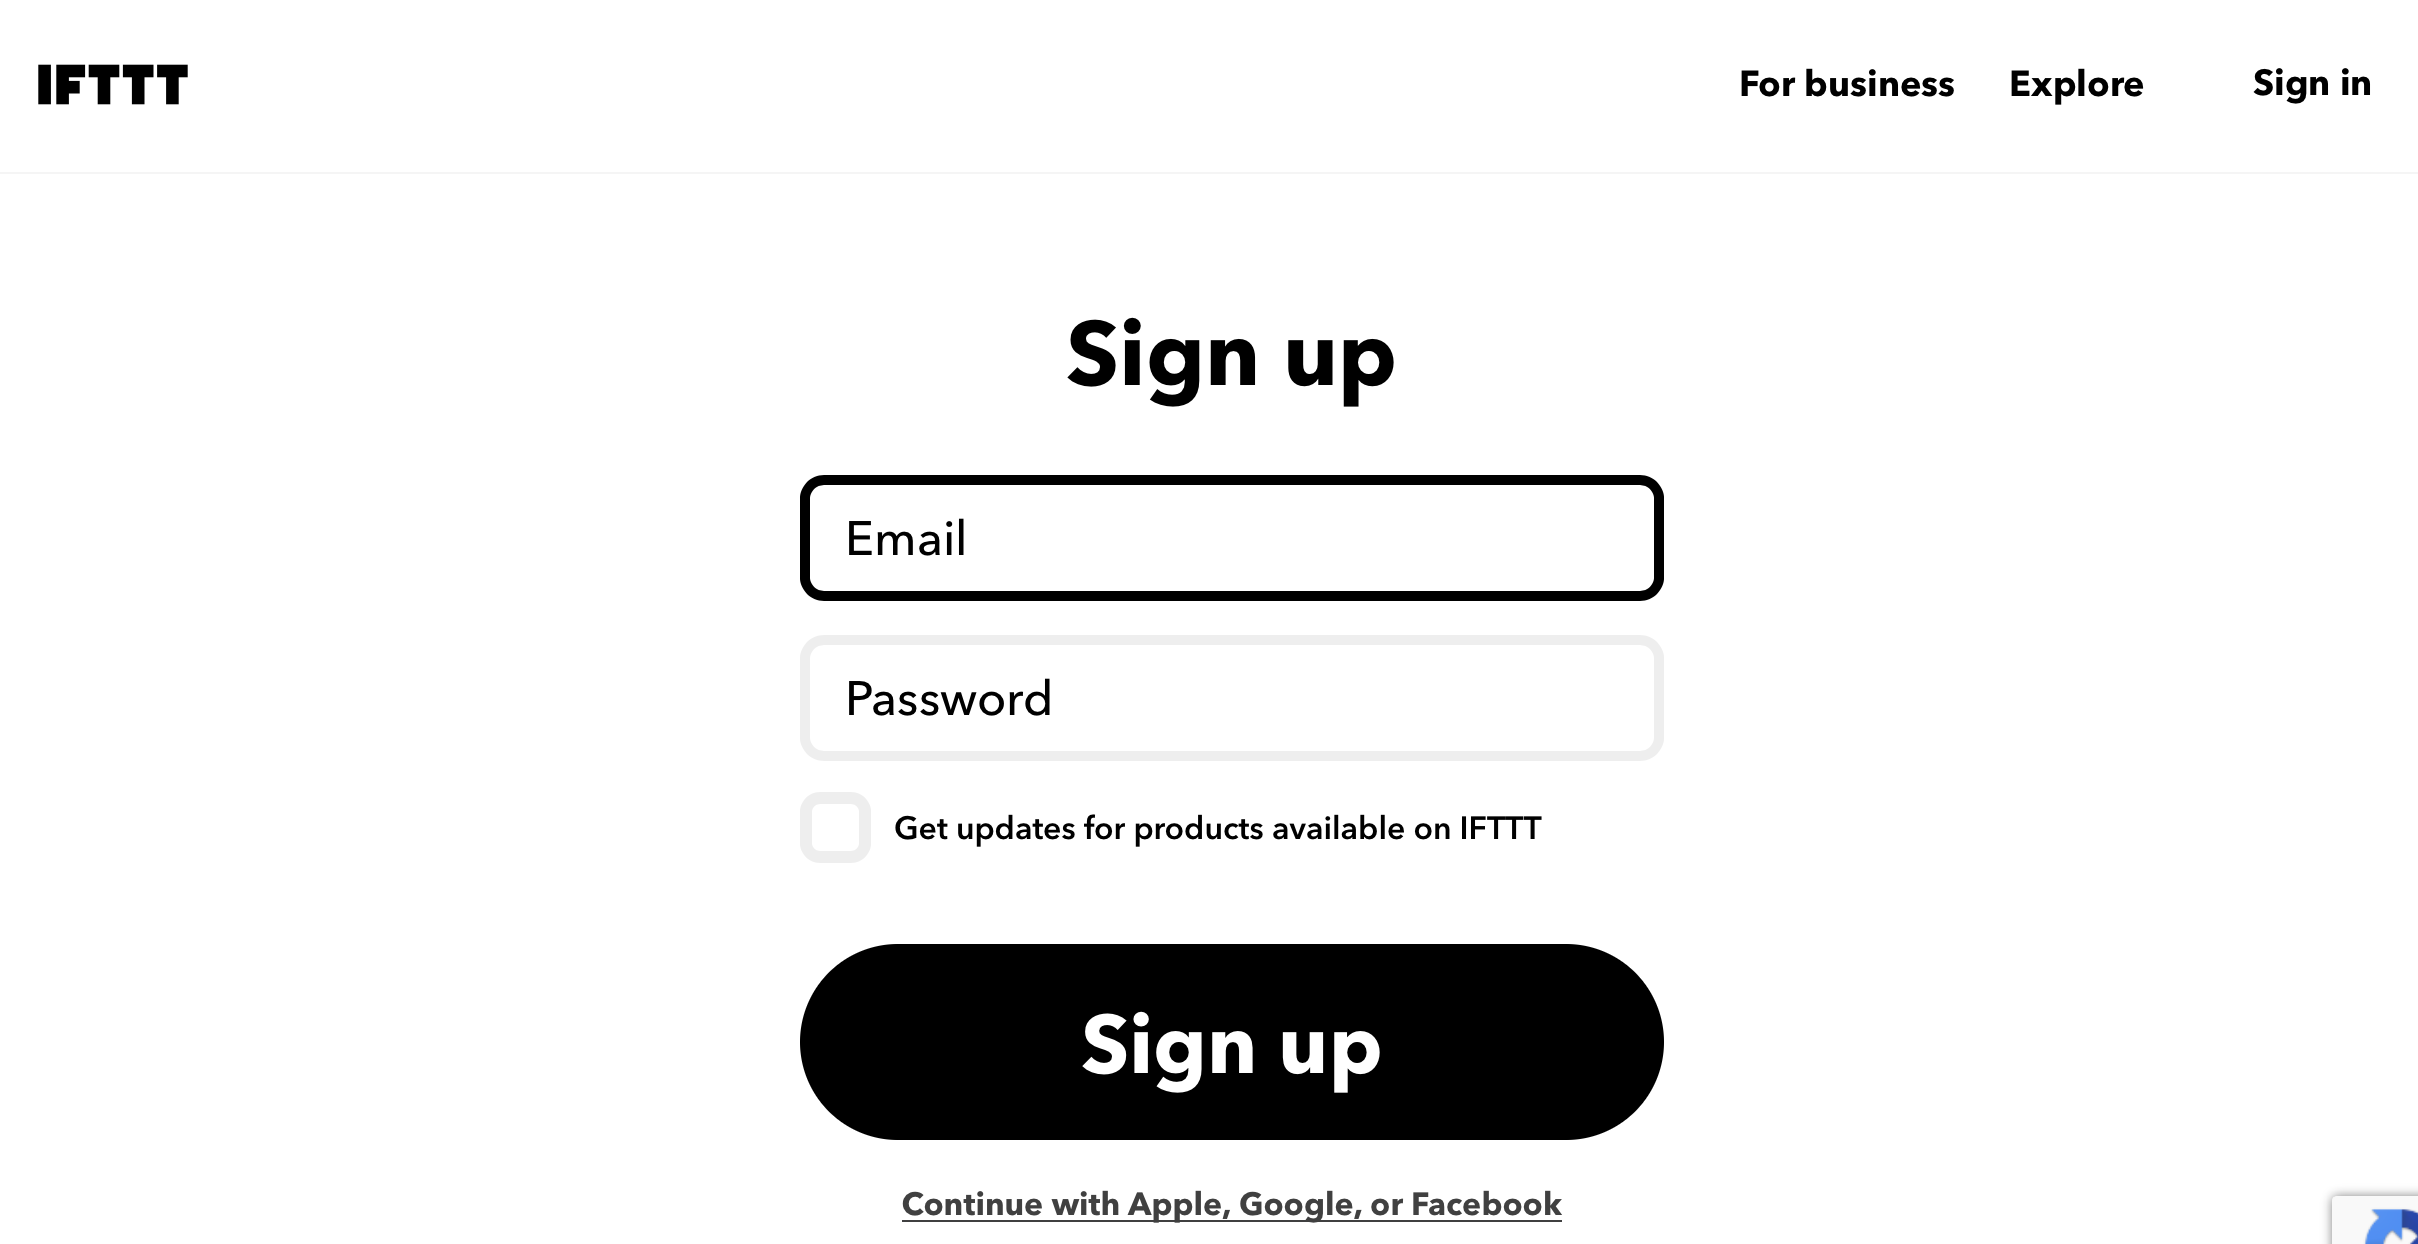 IFTTT
For business
Explore
Sign in
Sign up
Email
Password
Get updates for products available on IFTTT
Sign up
Continue with Apple, Google, or Facebook